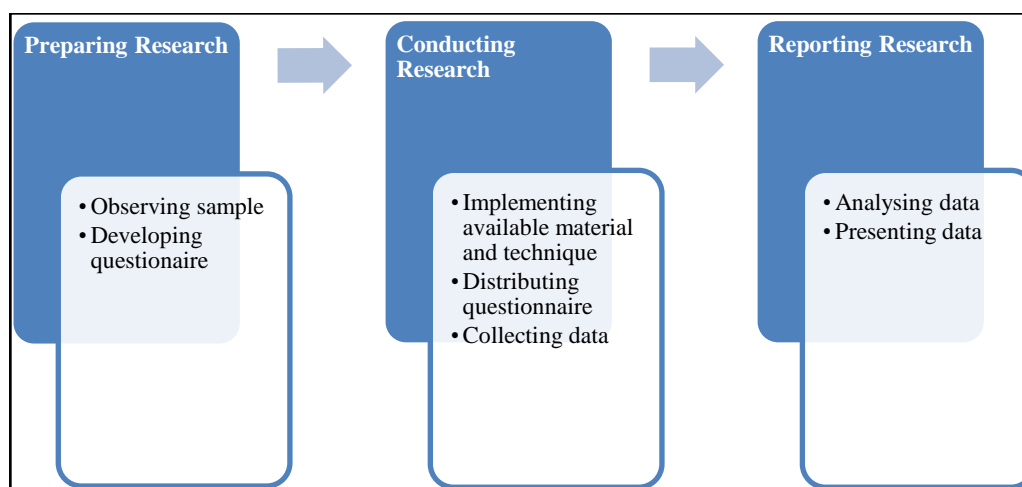 Preparing Research
• Observing sample
• Developing
questionaire
Conducting
Research
• Implementing
available material
and technique
• Distributing
questionnaire
• Collecting data
Reporting Research
• Analysing data
• Presenting data